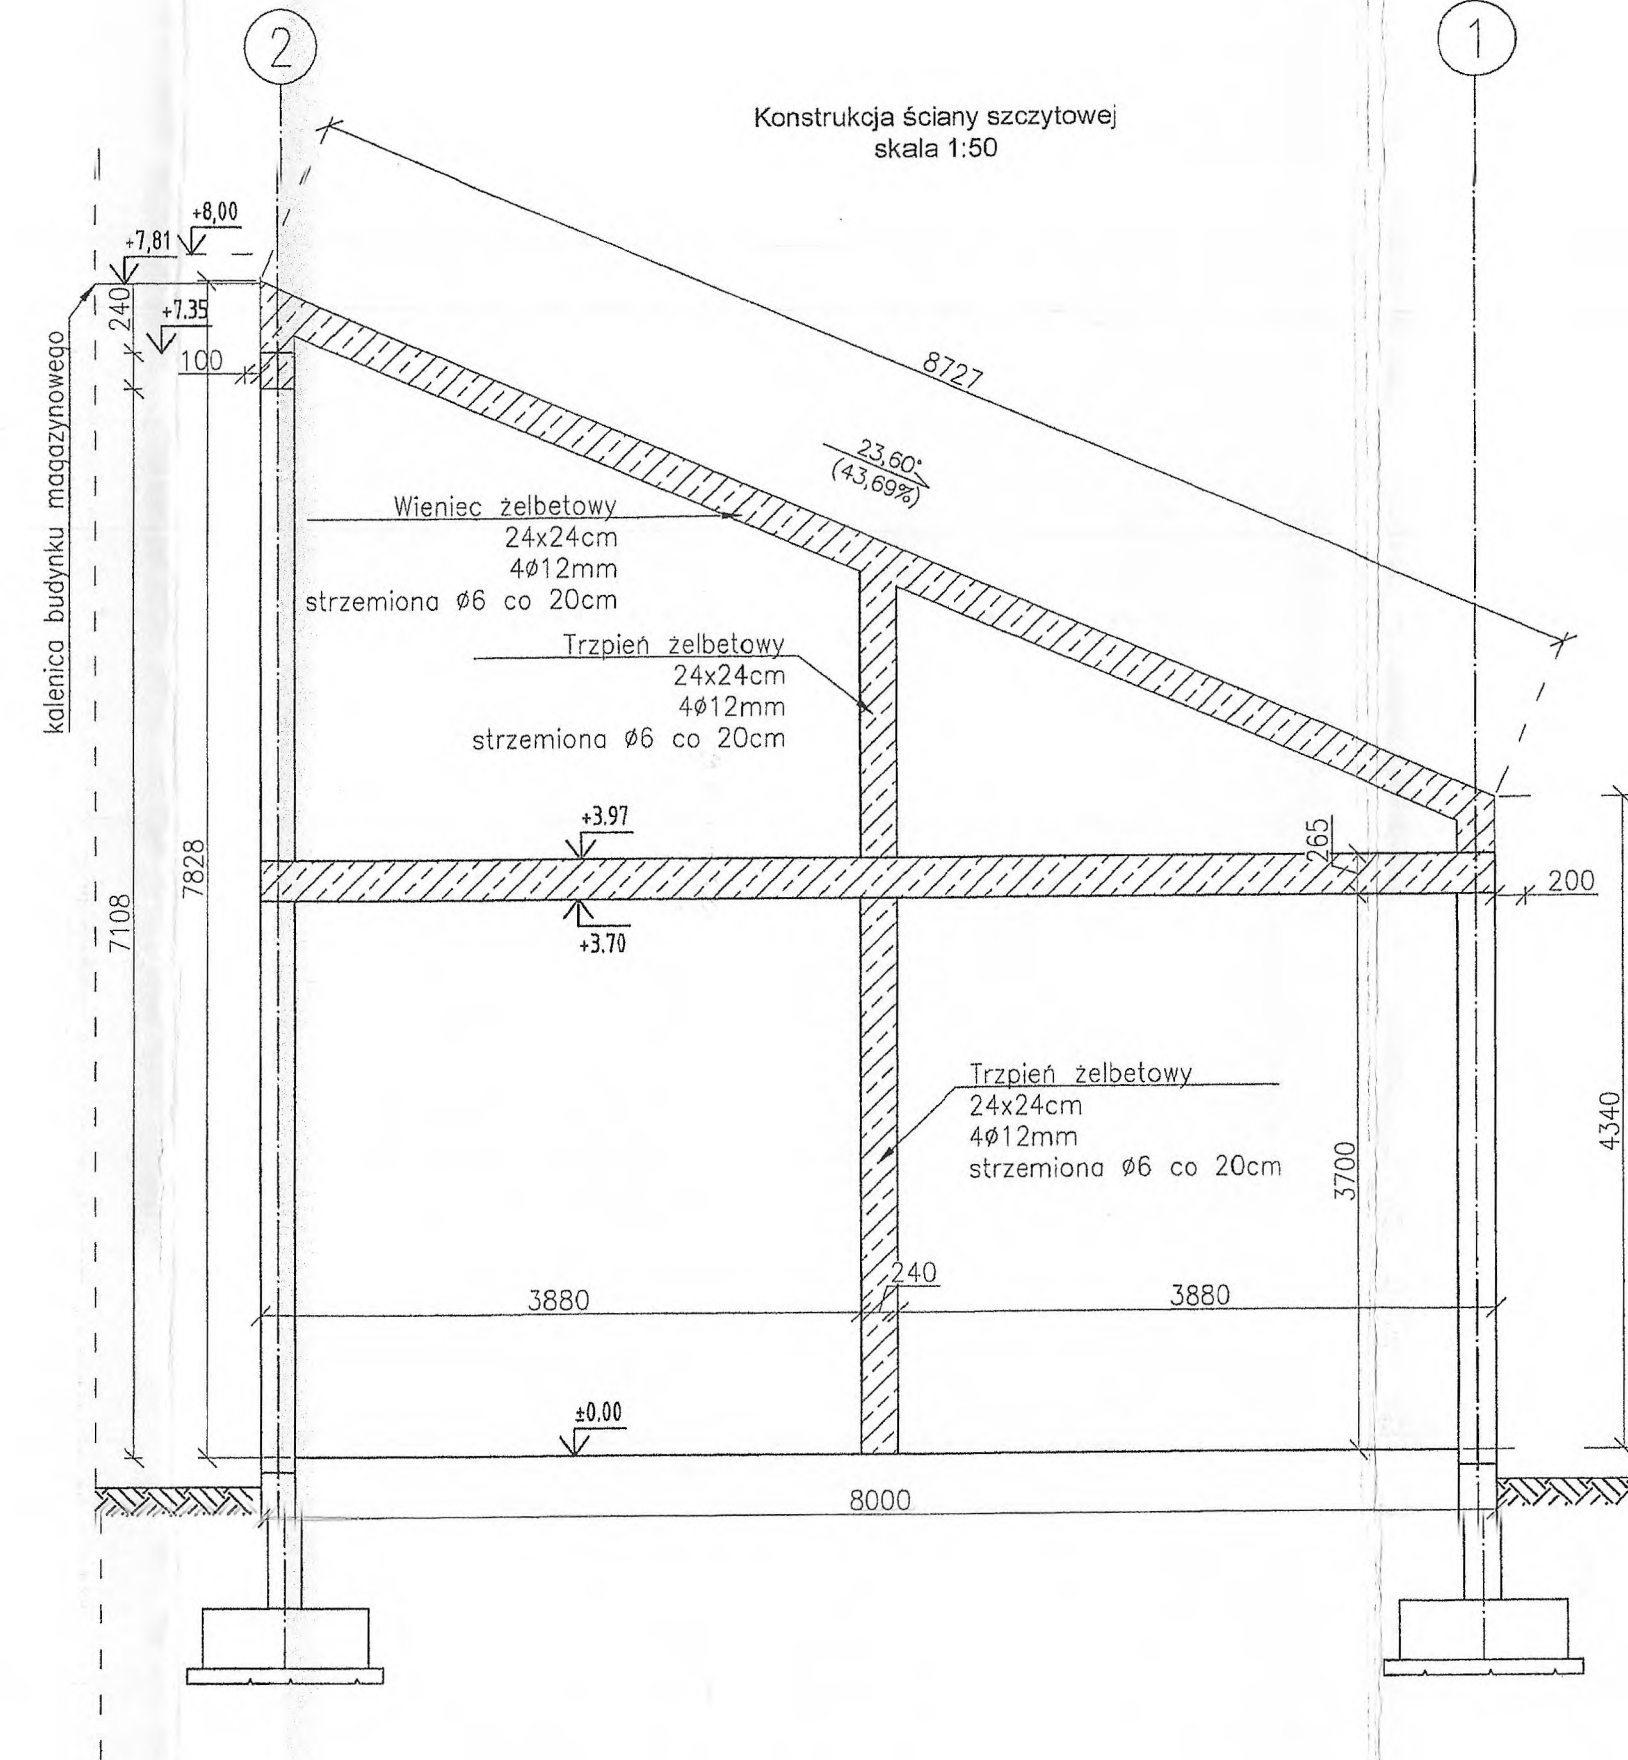 2
1
Konstrukcja ściany szczytowej
skala 1:50
+8,00
+7,81
240
+7.35
100
kalenica budynku magazynowego
8727
23,60°
(43,69%)
Wieniec żelbetowy
24x24cm
4ø12mm
strzemiona ø6 co 20cm
Trzpień żelbetowy
24x24cm
4ø12mm
strzemiona ø6 co 20cm
+3.97
265
200
7828
7108
+3.70
Trzpień żelbetowy
24x24cm
4ø12mm
strzemiona ø6 co 20cm
3700
4340
240
3880
3880
±0.00
8000